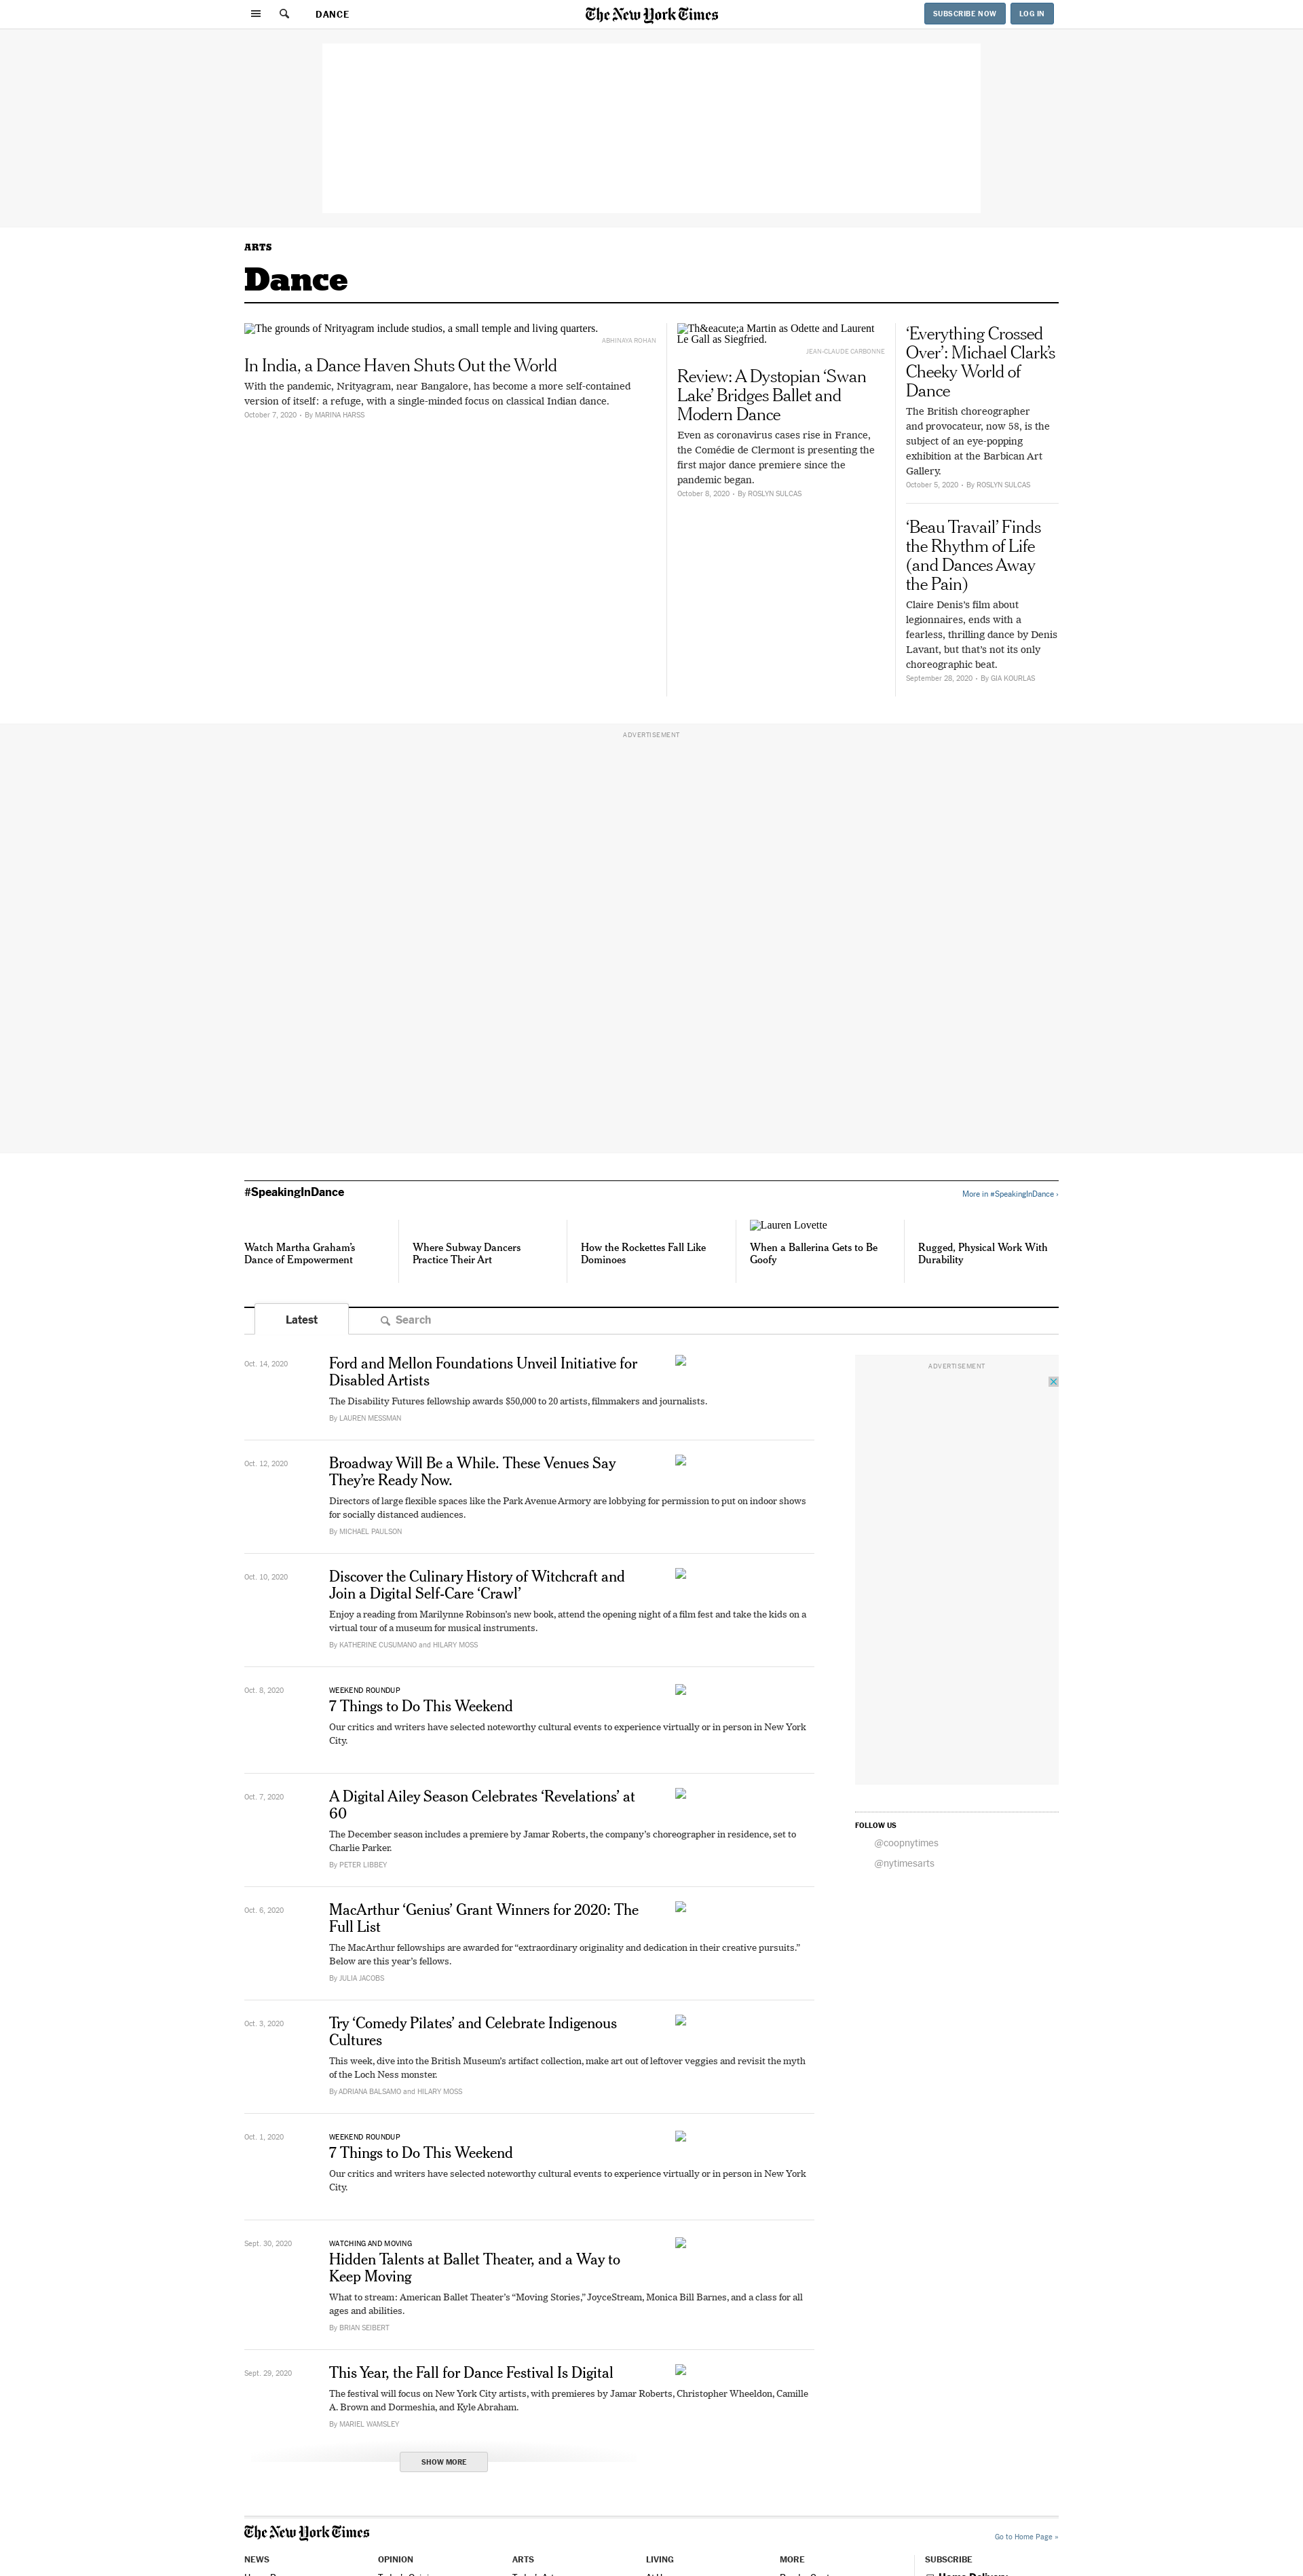 DANCE
The New York Times
SUBSCRIBE NOW
LOG IN
ARTS
Dance
The grounds of Nrityagram include studios, a small temple and living quarters.
ABHINAVA ROHAN
In India, a Dance Haven Shuts Out the World
With the pandemic, Nrityagram, near Bangalore, has become a more self-contained
version of itself: a refuge, with a single-minded focus on classical Indian dance.
October 7, 2020 • By MARINA HARSS
Th&eacute;a Martin as Odette and Laurent
Le Gall as Siegfried.
JEAN-CLAUDE CARBONNE
Review: A Dystopian ‘Swan
Lake’ Bridges Ballet and
Modern Dance
Even as coronavirus cases rise in France,
the Comédie de Clermont is presenting the
first major dance premiere since the
pandemic began.
October 8, 2020 • By ROSLYN SULCAS
‘Everything Crossed
Over’: Michael Clark’s
Cheeky World of
Dance
The British choreographer
and provocateur, now 58, is the
subject of an eye-popping
exhibition at the Barbican Art
Gallery.
October 5, 2020 • By ROSLYN SULCAS
‘Beau Travail’ Finds
the Rhythm of Life
(and Dances Away
the Pain)
Claire Denis’s film about
legionnaires, ends with a
fearless, thrilling dance by Denis
Lavant, but that’s not its only
choreographic beat.
September 28, 2020 • By GIA KOURLAS
ADVERTISEMENT
#SpeakingInDance
More in #SpeakingInDance ›
Watch Martha Graham’s
Dance of Empowerment
Where Subway Dancers
Practice Their Art
How the Rockettes Fall Like
Dominoes
Lauren Lovette
When a Ballerina Gets to Be
Goofy
Rugged, Physical Work With
Durability
Latest
Search
Oct. 14, 2020
Ford and Mellon Foundations Unveil Initiative for
Disabled Artists
The Disability Futures fellowship awards $50,000 to 20 artists, filmmakers and journalists.
By LAUREN MESSMAN
Oct. 12, 2020
Broadway Will Be a While. These Venues Say
They’re Ready Now.
Directors of large flexible spaces like the Park Avenue Armory are lobbying for permission to put on indoor shows
for socially distanced audiences.
By MICHAEL PAULSON
Oct. 10, 2020
Discover the Culinary History of Witchcraft and
Join a Digital Self-Care ‘Crawl’
Enjoy a reading from Marilynne Robinson’s new book, attend the opening night of a film fest and take the kids on a
virtual tour of a museum for musical instruments.
By KATHERINE CUSUMANO and HILARY MOSS
Oct. 8, 2020
WEEKEND ROUNDUP
7 Things to Do This Weekend
Our critics and writers have selected noteworthy cultural events to experience virtually or in person in New York
City.
Oct. 7, 2020
A Digital Ailey Season Celebrates ‘Revelations’ at
60
The December season includes a premiere by Jamar Roberts, the company’s choreographer in residence, set to
Charlie Parker.
By PETER LIBBEY
Oct. 6, 2020
MacArthur ‘Genius’ Grant Winners for 2020: The
Full List
The MacArthur fellowships are awarded for “extraordinary originality and dedication in their creative pursuits.”
Below are this year’s fellows.
By JULIA JACOBS
Oct. 3, 2020
Try ‘Comedy Pilates’ and Celebrate Indigenous
Cultures
This week, dive into the British Museum’s artifact collection, make art out of leftover veggies and revisit the myth
of the Loch Ness monster.
By ADRIANA BALSAMO and HILARY MOSS
Oct. 1, 2020
WEEKEND ROUNDUP
7 Things to Do This Weekend
Our critics and writers have selected noteworthy cultural events to experience virtually or in person in New York
City.
Sept. 30, 2020
WATCHING AND MOVING
Hidden Talents at Ballet Theater, and a Way to
Keep Moving
What to stream: American Ballet Theater’s “Moving Stories,” JoyceStream, Monica Bill Barnes, and a class for all
ages and abilities.
By BRIAN SEIBERT
Sept. 29, 2020
This Year, the Fall for Dance Festival Is Digital
The festival will focus on New York City artists, with premieres by Jamar Roberts, Christopher Wheeldon, Camille
A. Brown and Dormeshia, and Kyle Abraham.
By MARIEL WAMSLEY
SHOW MORE
ADVERTISEMENT
FOLLOW US
@coopnytimes
@nytimesarts
The New York Times
Go to Home Page »
NEWS
OPINION
ARTS
LIVING
MORE
SUBSCRIBE